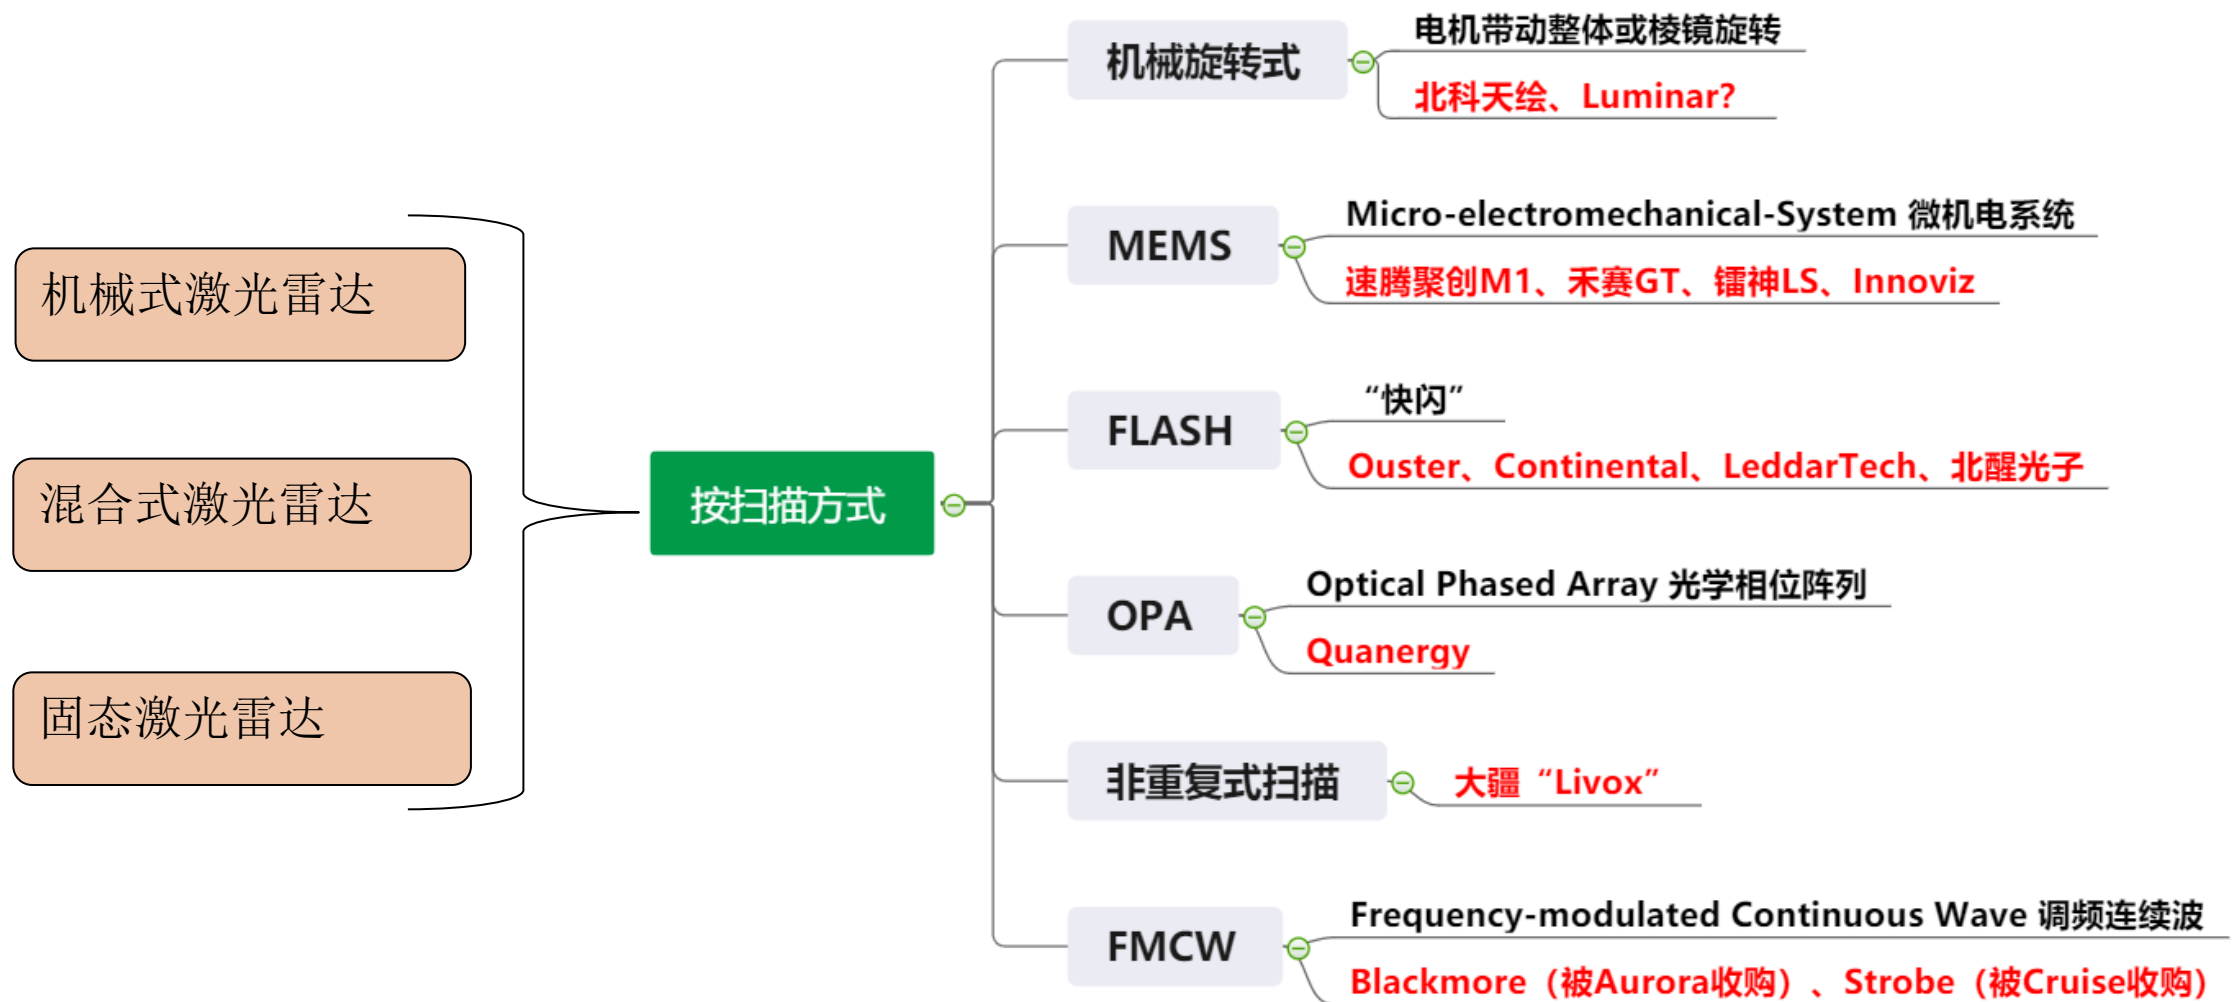 机械式激光雷达
混合式激光雷达
固态激光雷达
按扫描方式
机械旋转式
电机带动整体或棱镜旋转
北科天绘、Luminar?
MEMS
Micro-electromechanical-System 微机电系统
速腾聚创M1、禾赛GT、镭神LS、Innoviz
FLASH
“快闪”
Ouster、Continental、LeddarTech、北醒光子
OPA
Optical Phased Array 光学相位阵列
Quanergy
非重复式扫描
大疆“Livox”
FMCW
Frequency-modulated Continuous Wave 调频连续波
Blackmore（被Aurora收购）、Strobe（被Cruise收购）